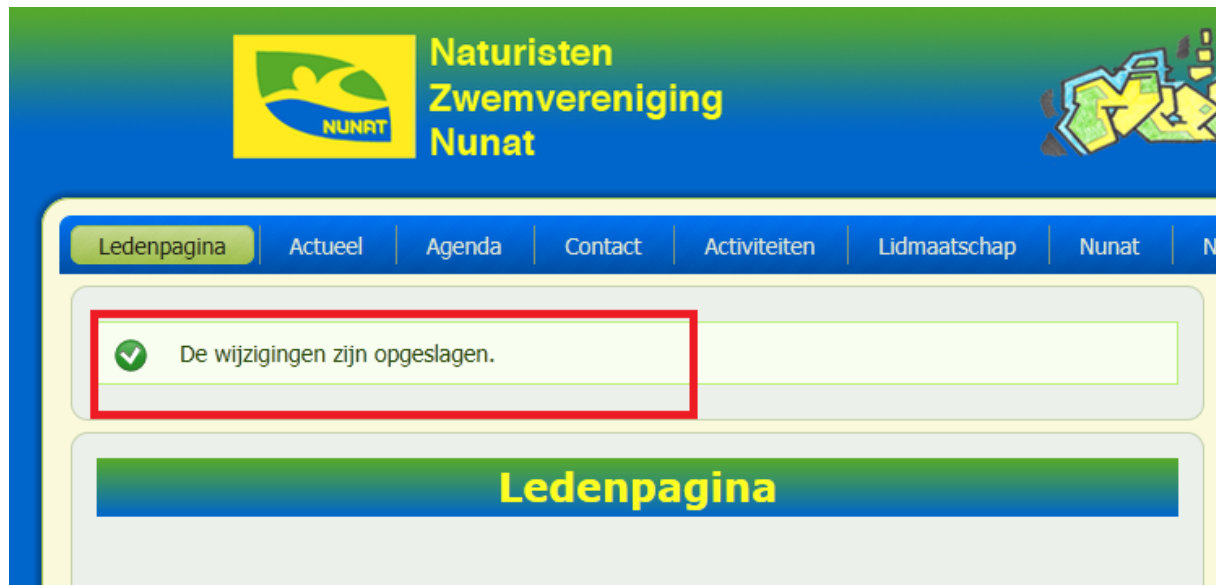 NUNAT
Naturisten
Zwemvereniging
Nunat
Ledenpagina Actueel Agenda Contact Activiteiten Lidmaatschap Nunat N
De wijzigingen zijn opgeslagen.
Ledenpagina